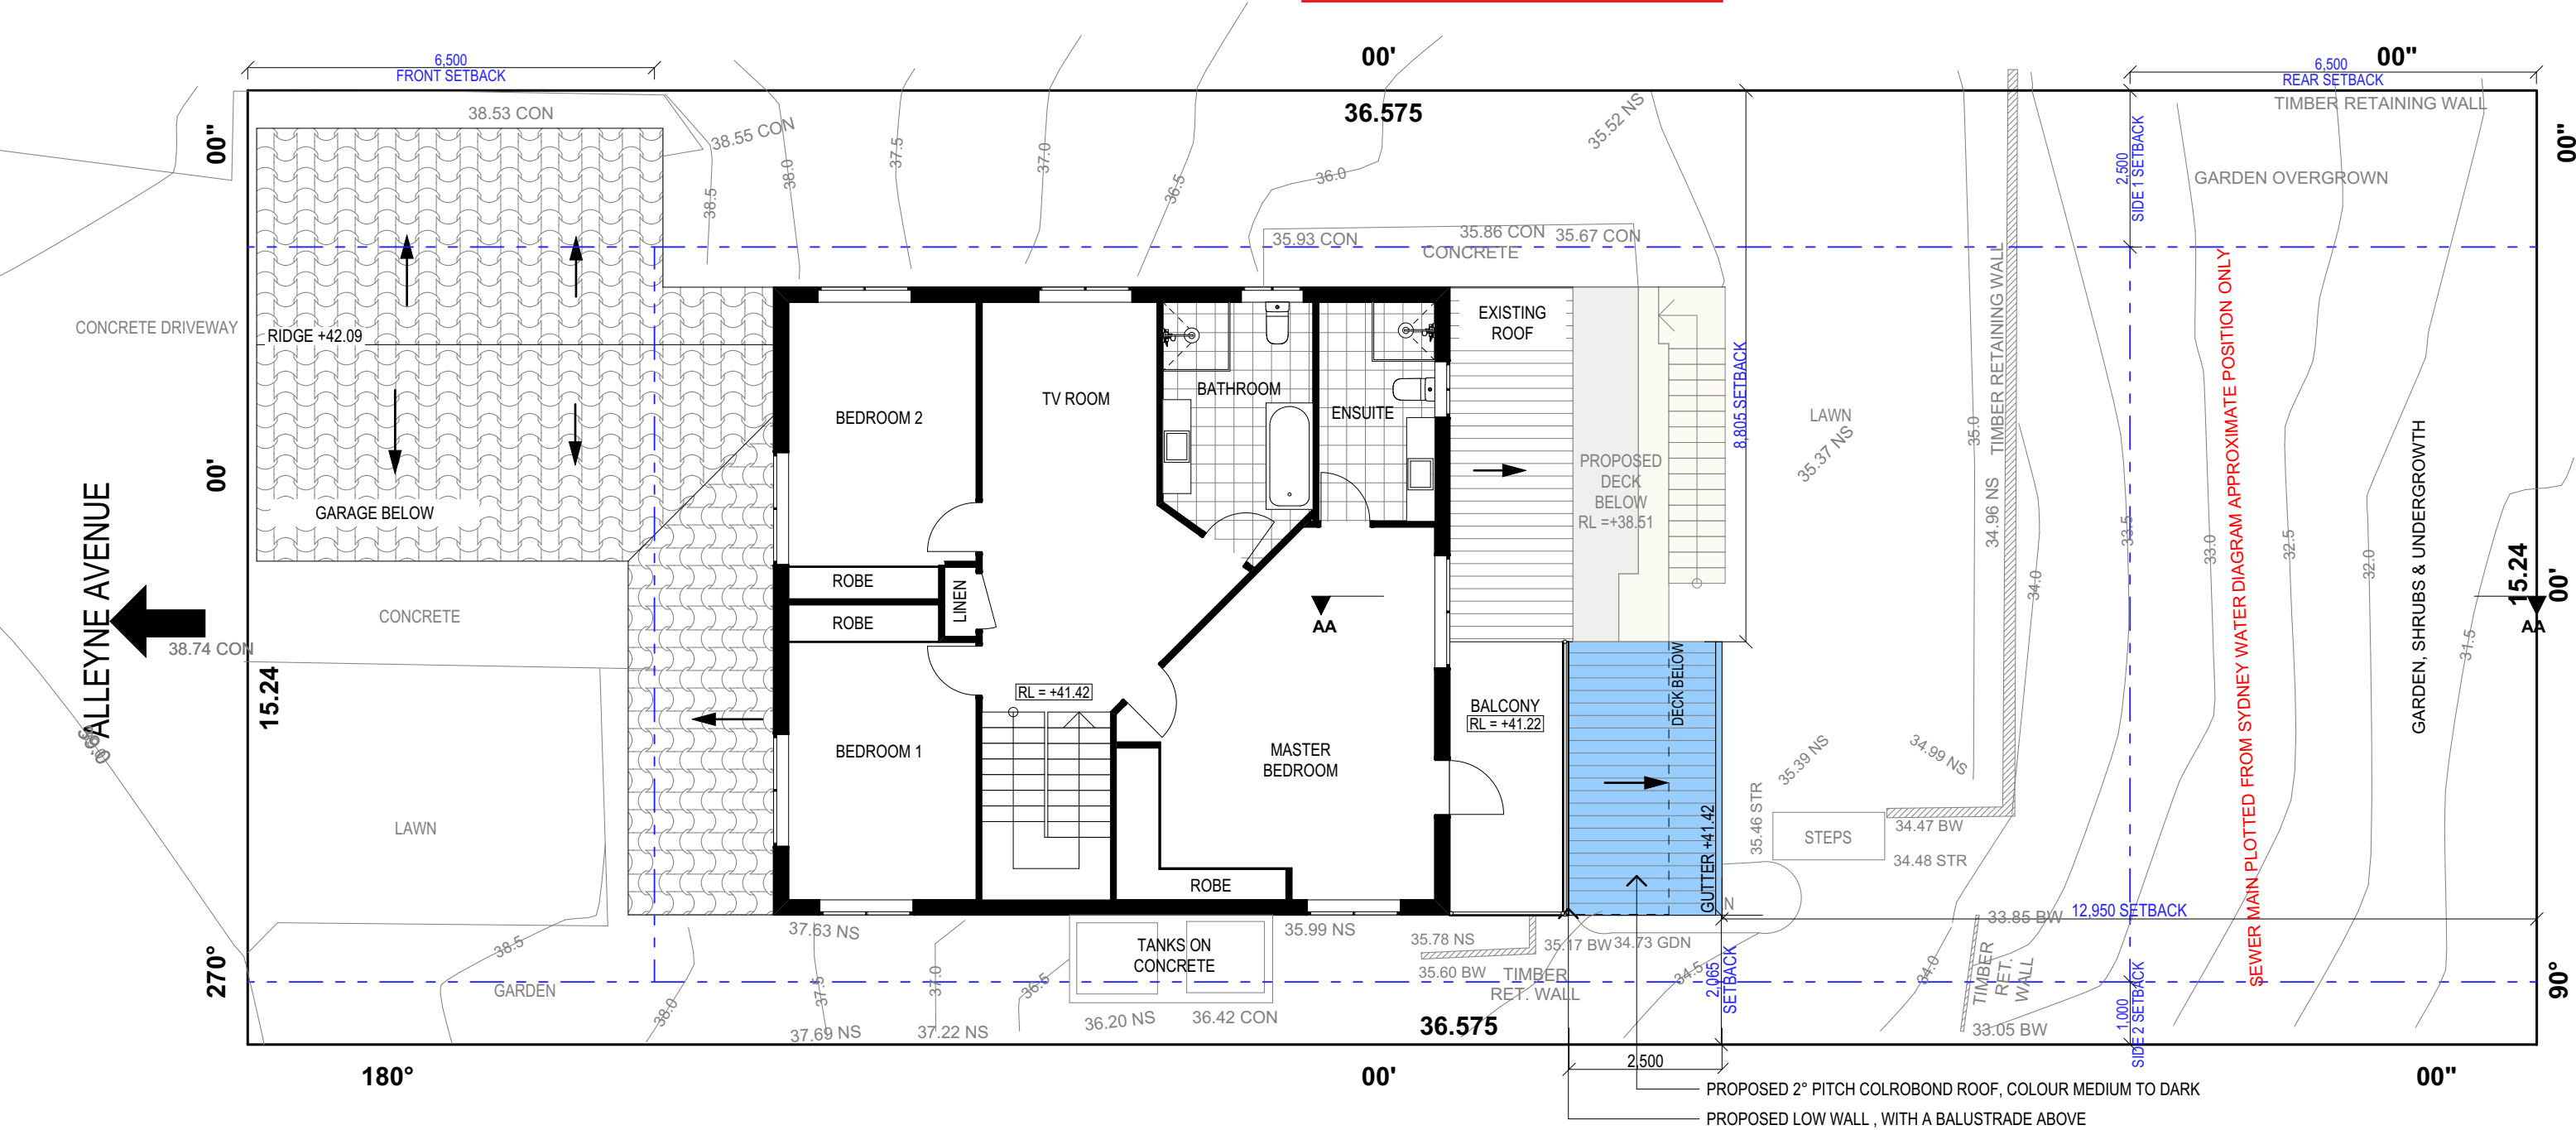 00'
00"
6,500
FRONT SETBACK
6,500
REAR SETBACK
36.575
TIMBER RETAINING WALL
38.53 CON
38.55 CON
35.52 NS
00"
00"
38.5
38.0
37.5
37.0
36.5
36.0
2,500
SIDE 1 SETBACK
GARDEN OVERGROWN
35.93 CON
35.86 CON
35.67 CON
CONCRETE
CONCRETE DRIVEWAY
RIDGE +42.09
EXISTING
ROOF
TV ROOM
BATHROOM
ENSUITE
BEDROOM 2
8,805 SETBACK
LAWN
35.37 NS
35.0
TIMBER RETAINING WALL
34.96 NS
SEWER MAIN PLOTTED FROM SYDNEY WATER DIAGRAM APPROXIMATE POSITION ONLY
PROPOSED
DECK
BELOW
RL =+38.51
00'
GARAGE BELOW
33.5
33.0
32.5
32.0
34.0
31.5
GARDEN, SHRUBS & UNDERGROWTH
15.24
00'
ALLEYNE AVENUE
ROBE
ROBE
LINEN
CONCRETE
38.74 CON
AA
AA
15.24
39.0
RL = +41.42
BALCONY
RL = +41.22
DECK BELOW
BEDROOM 1
MASTER
BEDROOM
35.39 NS
34.99 NS
LAWN
GUTTER +41.42
35.46 STR
STEPS
34.47 BW
34.48 STR
ROBE
12,950 SETBACK
33.85 BW
37.63 NS
35.99 NS
35.78 NS
35.17 BW
34.73 GDN
TANKS ON
CONCRETE
35.60 BW
TIMBER
RET. WALL
34.5
2,065
SETBACK
34.0
TIMBER
RET.
WALL
270°
90°
38.5
GARDEN
38.0
37.5
37.0
36.5
36.20 NS
36.42 CON
37.69 NS
37.22 NS
36.575
33.05 BW
1,000
SIDE 2 SETBACK
2,500
180°
00'
00"
PROPOSED 2° PITCH COLROBOND ROOF, COLOUR MEDIUM TO DARK
PROPOSED LOW WALL , WITH A BALUSTRADE ABOVE